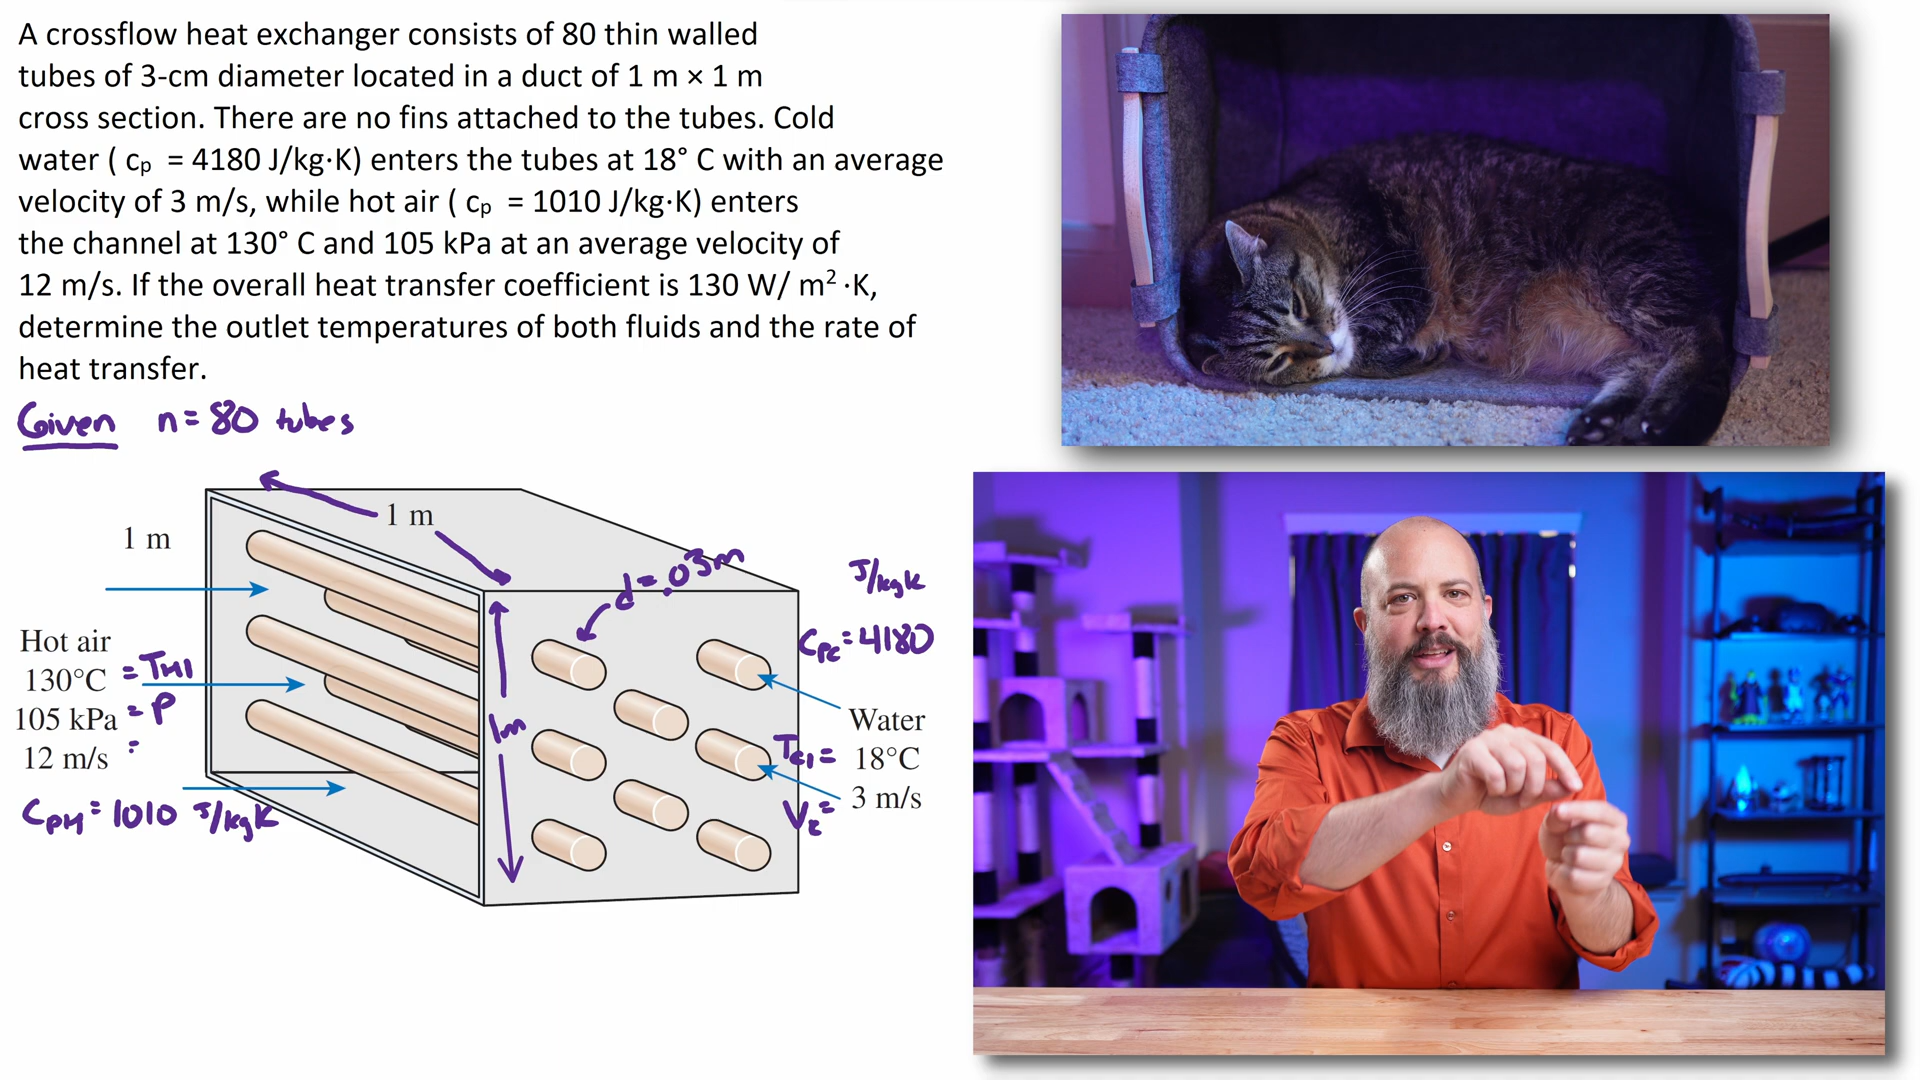 A crossflow heat exchanger consists of 80 thin walled
tubes of 3-cm diameter located in a duct of 1 m × 1 m
cross section. There are no fins attached to the tubes. Cold
water ( cp = 4180 J/kg·K) enters the tubes at 18° C with an average
velocity of 3 m/s, while hot air ( cp = 1010 J/kg·K) enters
the channel at 130° C and 105 kPa at an average velocity of
12 m/s. If the overall heat transfer coefficient is 130 W/ m² ·K,
determine the outlet temperatures of both fluids and the rate of
heat transfer.
Given n = 80 tubes
1 m
1 m
d = .03m
J/kgK
Cpc = 4180
Hot air
130°C = TH1
105 kPa = P
12 m/s =
CPH = 1010 J/kgK
1m
Water
Tc1 = 18°C
Vc = 3 m/s